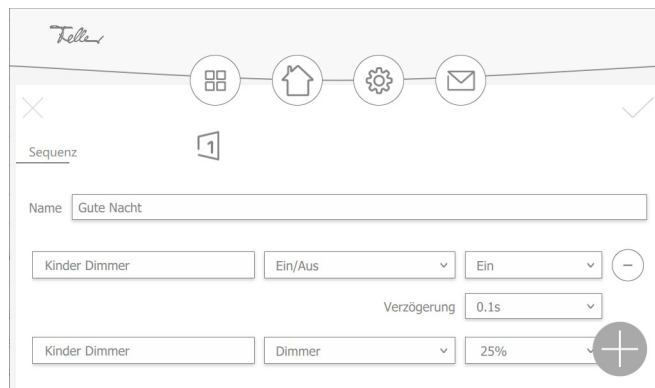 Feller
1
Sequenz
Name Gute Nacht
Kinder Dimmer Ein/Aus Ein
Verzögerung 0.1s
Kinder Dimmer Dimmer 25%